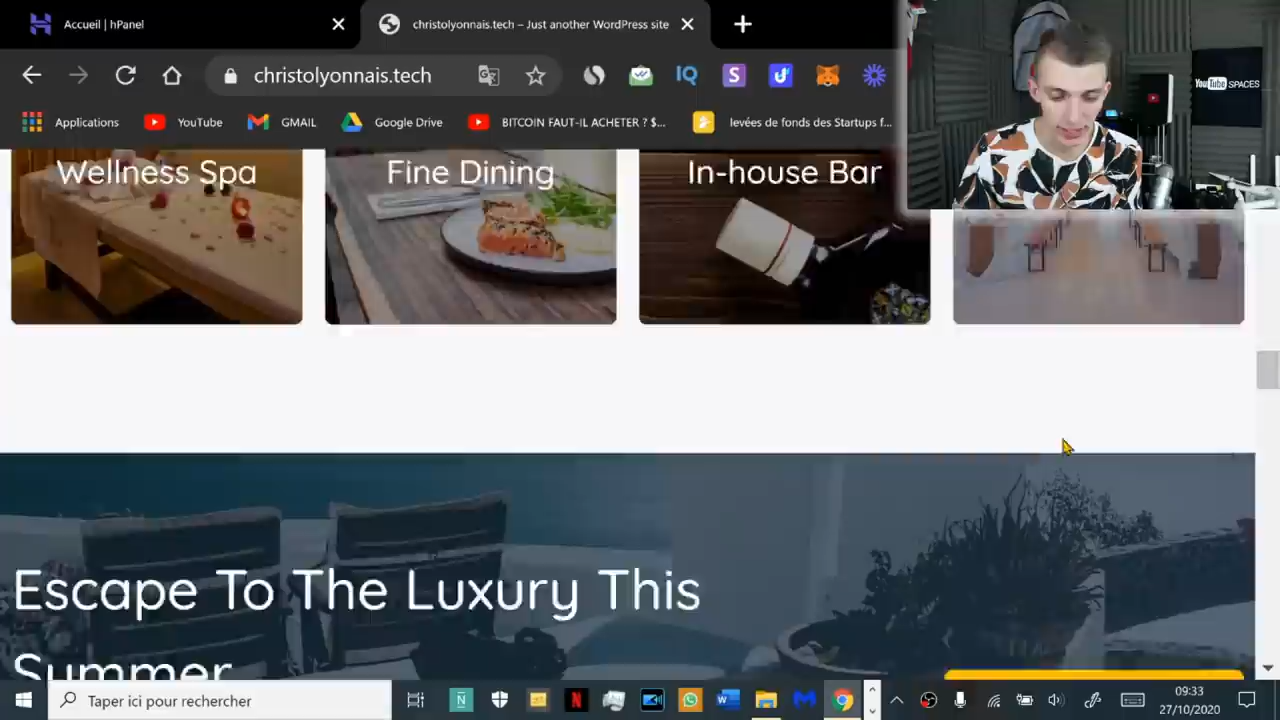 Accueil | hPanel
christolyonnais.tech – Just another WordPress site
christolyonnais.tech
IQ
S
Applications
YouTube
GMAIL
Google Drive
BITCOIN FAUT-IL ACHETER ? $...
levées de fonds des Startups f...
YouTube SPACES
Wellness Spa
Fine Dining
In-house Bar
Escape To The Luxury This
Summer
Taper ici pour rechercher
09:33
27/10/2020